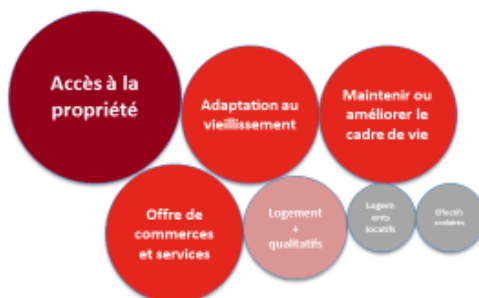 Accès à la
propriété
Adaptation au
vieillissement
Maintenir ou
améliorer le
cadre de vie
Offre de
commerces
et services
Logement
+
qualitatifs
Logem
ents
locatifs
Effectifs
scolaires